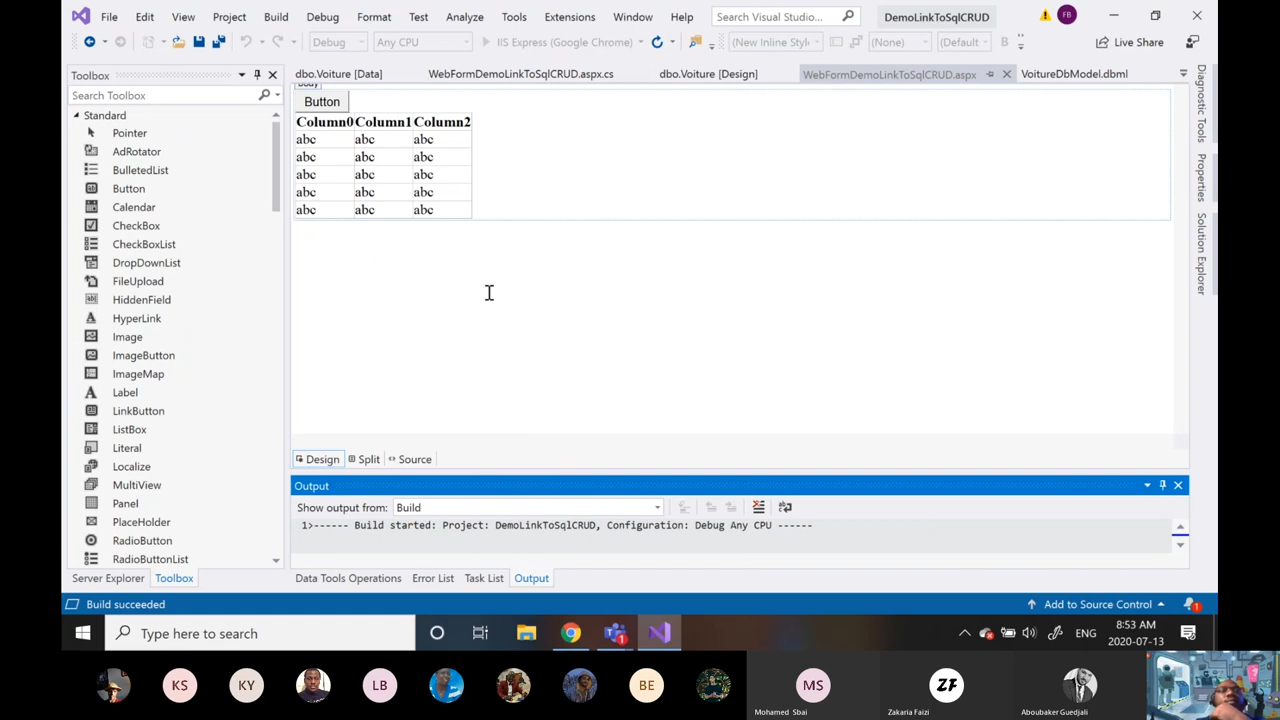 File Edit View Project Build Debug Format Test Analyze Tools Extensions Window Help Search Visual Studio... DemoLinkToSqlCRUD FB
Debug Any CPU IIS Express (Google Chrome) (New Inline Style (None) (Default B Live Share
Toolbox
dbo.Voiture [Data] WebFormDemoLinkToSqlCRUD.aspx.cs dbo.Voiture [Design] WebFormDemoLinkToSqlCRUD.aspx VoitureDbModel.dbml
Search Toolbox
Standard
Pointer
AdRotator
BulletedList
Button
Calendar
CheckBox
CheckBoxList
DropDownList
FileUpload
HiddenField
HyperLink
Image
ImageButton
ImageMap
Label
LinkButton
ListBox
Literal
Localize
MultiView
Panel
PlaceHolder
RadioButton
RadioButtonList
Server Explorer Toolbox
body
Button
Column0 Column1 Column2
abc abc abc
abc abc abc
abc abc abc
abc abc abc
abc abc abc
Design Split Source
Output
Show output from: Build
1>------ Build started: Project: DemoLinkToSqlCRUD, Configuration: Debug Any CPU ------
Data Tools Operations Error List Task List Output
Diagnostic Tools
Properties
Solution Explorer
Build succeeded Add to Source Control 1
Type here to search 1 ENG 8:53 AM
2020-07-13
KS KY LB BE MS ZF
Mohamed Sbai Zakaria Faizi Aboubaker Guedjali